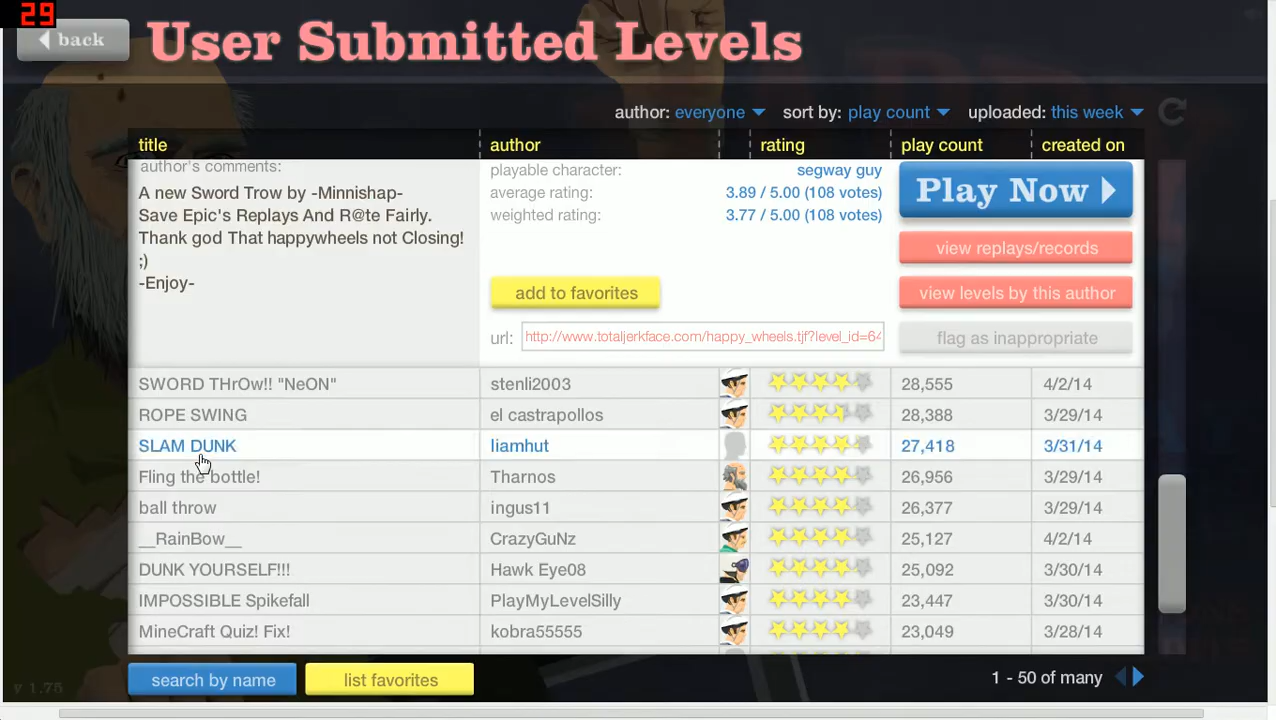 29
back
User Submitted Levels
author: everyone sort by: play count uploaded: this week
title author rating play count created on
author's comments:
A new Sword Trow by -Minnishap-
Save Epic's Replays And R@te Fairly.
Thank god That happywheels not Closing!
;)
-Enjoy-
playable character: segway guy
average rating: 3.89 / 5.00 (108 votes)
weighted rating: 3.77 / 5.00 (108 votes)
add to favorites
url: http://www.totaljerkface.com/happy_wheels.tjf?level_id=64
Play Now
view replays/records
view levels by this author
flag as inappropriate
SWORD THrOw!! "NeON" stenli2003 28,555 4/2/14
ROPE SWING el castrapollos 28,388 3/29/14
SLAM DUNK liamhut 27,418 3/31/14
Fling the bottle! Tharnos 26,956 3/29/14
ball throw ingus11 26,377 3/29/14
__RainBow__ CrazyGuNz 25,127 4/2/14
DUNK YOURSELF!!! Hawk Eye08 25,092 3/30/14
IMPOSSIBLE Spikefall PlayMyLevelSilly 23,447 3/30/14
MineCraft Quiz! Fix! kobra55555 23,049 3/28/14
v 1.75 search by name list favorites 1 - 50 of many